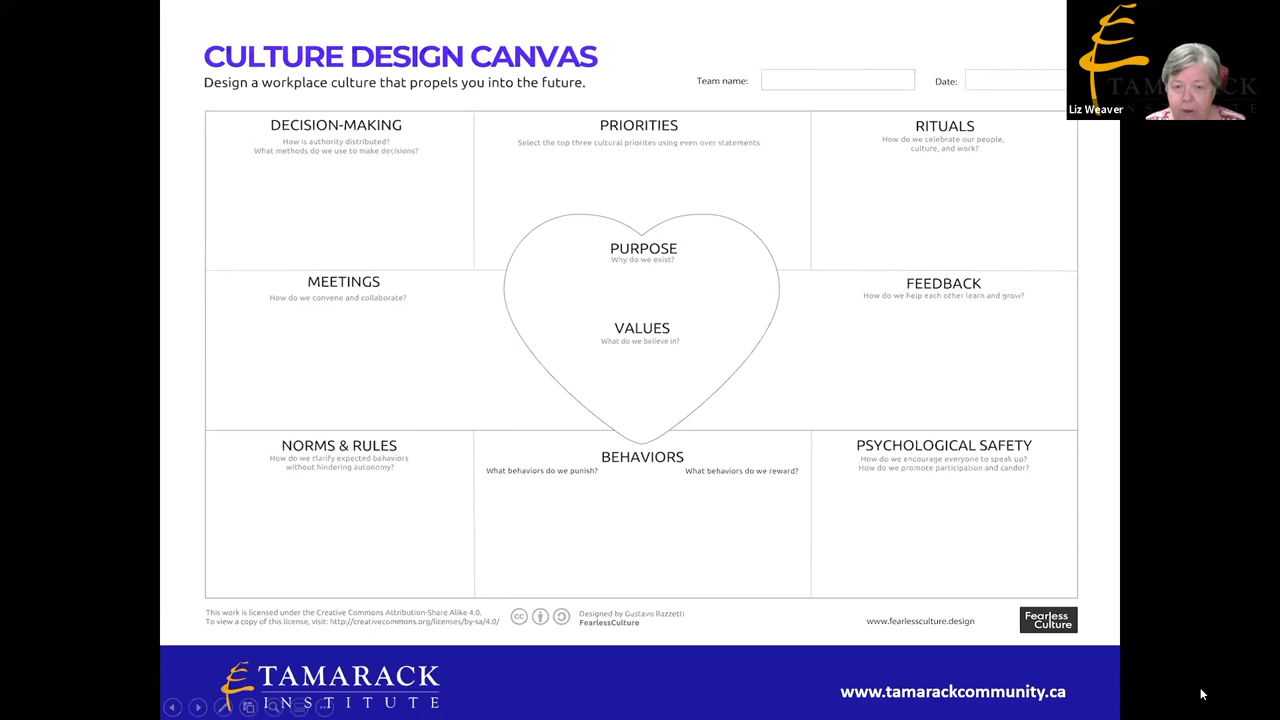 CULTURE DESIGN CANVAS
Design a workplace culture that propels you into the future.
Team name:
Date:
Liz Weaver
DECISION-MAKING
How is authority distributed?
What methods do we use to make decisions?
PRIORITIES
Select the top three cultural priorites using even over statements
RITUALS
How do we celebrate our people,
culture, and work?
PURPOSE
Why do we exist?
VALUES
What do we believe in?
MEETINGS
How do we convene and collaborate?
FEEDBACK
How do we help each other learn and grow?
NORMS & RULES
How do we clarify expected behaviors
without hindering autonomy?
BEHAVIORS
What behaviors do we punish?
What behaviors do we reward?
PSYCHOLOGICAL SAFETY
How do we encourage everyone to speak up?
How do we promote participation and candor?
This work is licensed under the Creative Commons Attribution-Share Alike 4.0.
To view a copy of this license, visit: http://creativecommons.org/licenses/by-sa/4.0/
cc
Designed by Gustavo Razzetti
FearlessCulture
www.fearlessculture.design
Fearless
Culture
TAMARACK
INSTITUTE
www.tamarackcommunity.ca